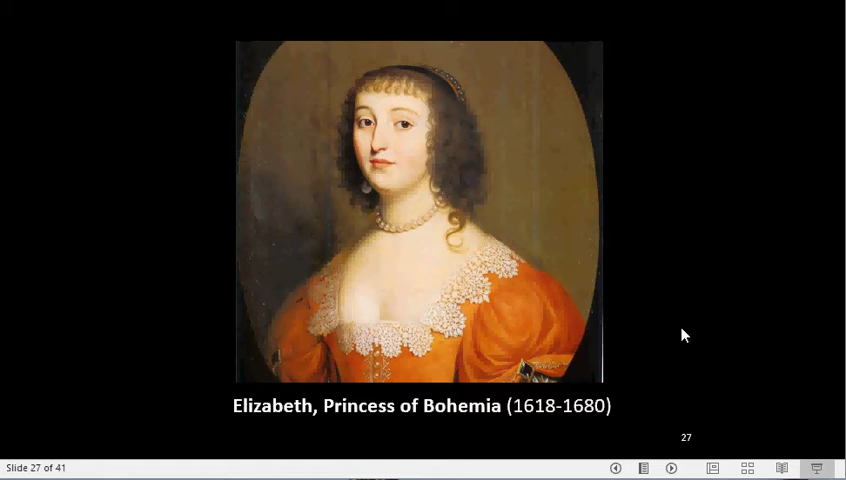 Elizabeth, Princess of Bohemia (1618-1680)
27
Slide 27 of 41